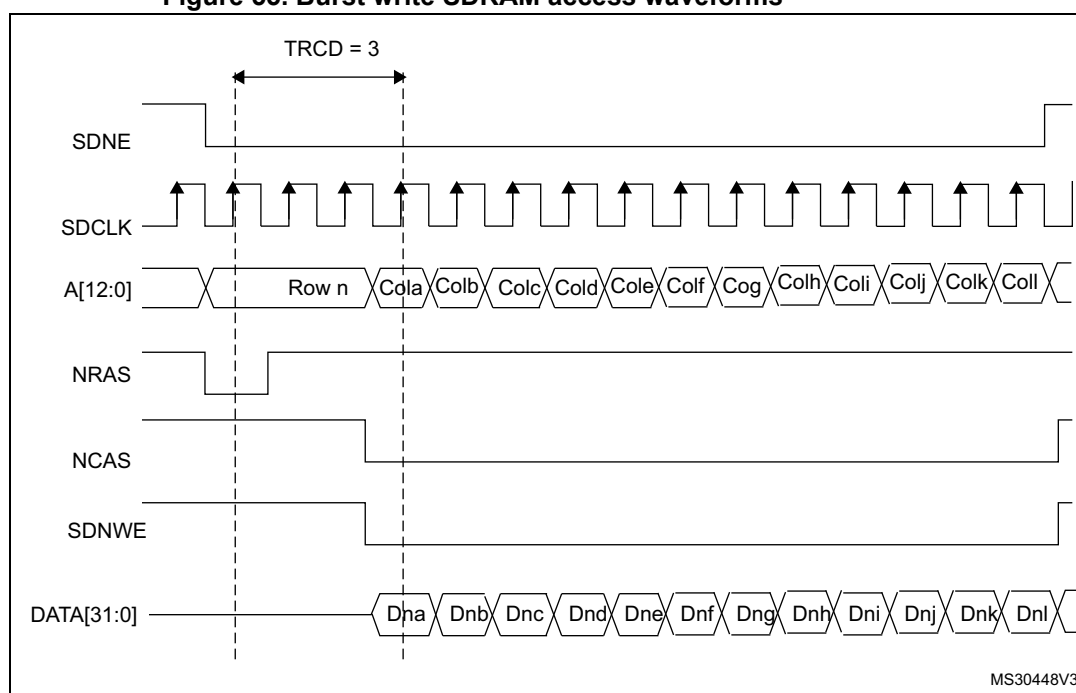 Figure 53. Burst write SDRAM access waveforms
TRCD = 3
SDNE
SDCLK
A[12:0] Row n Cola Colb Colc Cold Cole Colf Cog Colh Coli Colj Colk Coll
NRAS
NCAS
SDNWE
DATA[31:0] Dna Dnb Dnc Dnd Dne Dnf Dng Dnh Dni Dnj Dnk Dnl
MS30448V3